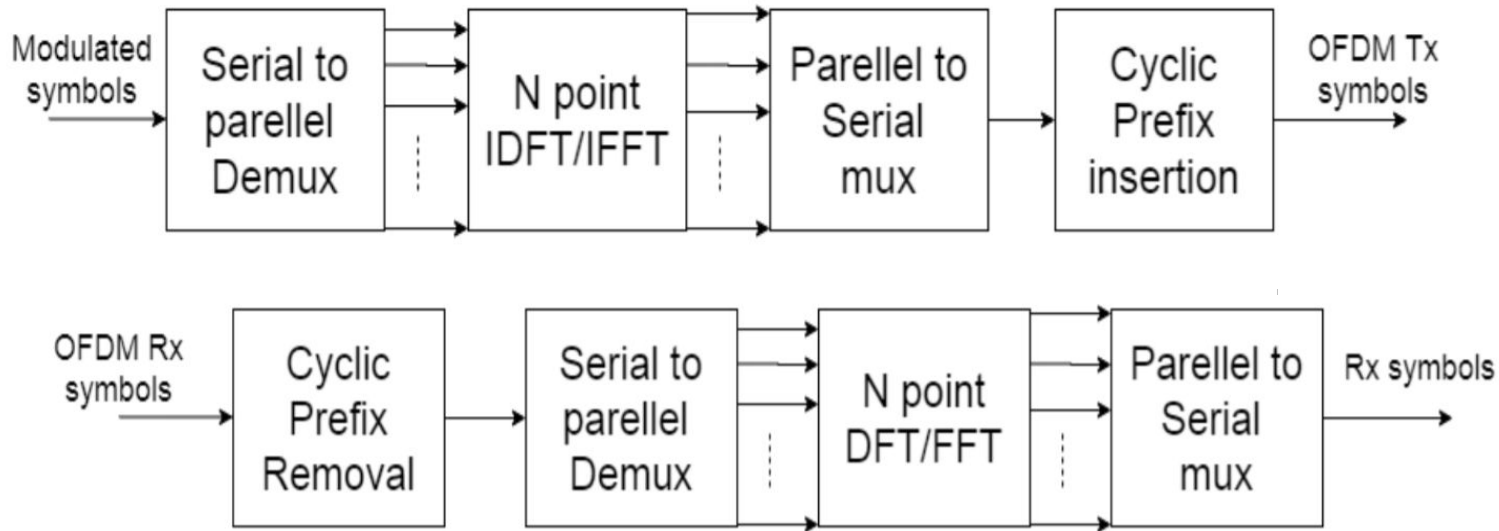 Modulated
symbols
Serial to
parellel
Demux
N point
IDFT/IFFT
Parellel to
Serial
mux
Cyclic
Prefix
insertion
OFDM Tx
symbols
OFDM Rx
symbols
Cyclic
Prefix
Removal
Serial to
parellel
Demux
N point
DFT/FFT
Parellel to
Serial
mux
Rx symbols